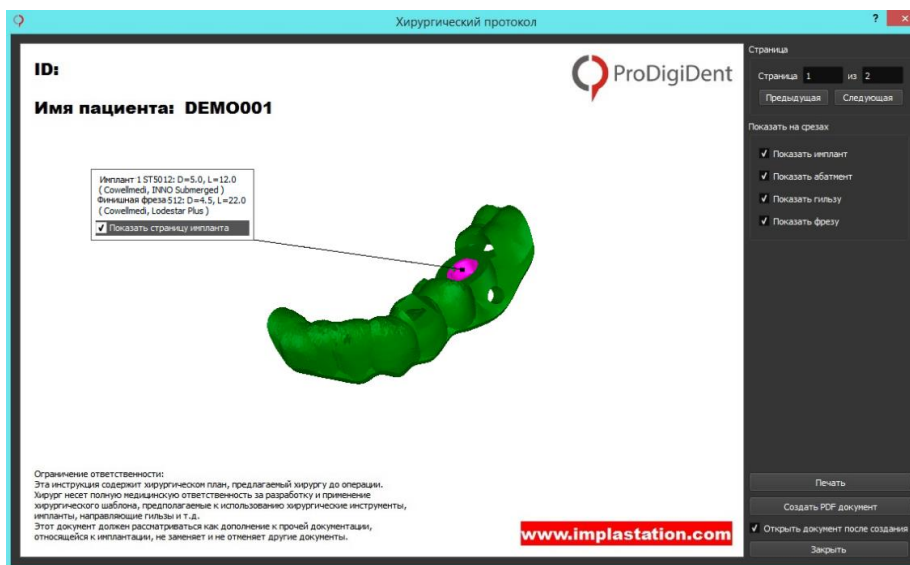 Хирургический протокол
?
×
ID:
Имя пациента: DEMO001
ProDigiDent
Имплант 1 ST5012: D=5.0, L=12.0
( Cowellmedi, INNO Submerged )
Финишная фреза 512: D=4.5, L=22.0
( Cowellmedi, Lodestar Plus )
Показать страницу импланта
Ограничение ответственности:
Эта инструкция содержит хирургическом план, предлагаемый хирургу до операции.
Хирург несет полную медицинскую ответственность за разработку и применение
хирургического шаблона, предполагаемые к использованию хирургические инструменты,
импланты, направляющие гильзы и т.д.
Этот документ должен рассматриваться как дополнение к прочей документации,
относящейся к имплантации, не заменяет и не отменяет другие документы.
www.implastation.com
Страница
Страница 1 из 2
Предыдущая Следующая
Показать на срезах
Показать имплант
Показать абатмент
Показать гильзу
Показать фрезу
Печать
Создать PDF документ
Открыть документ после создания
Закрыть